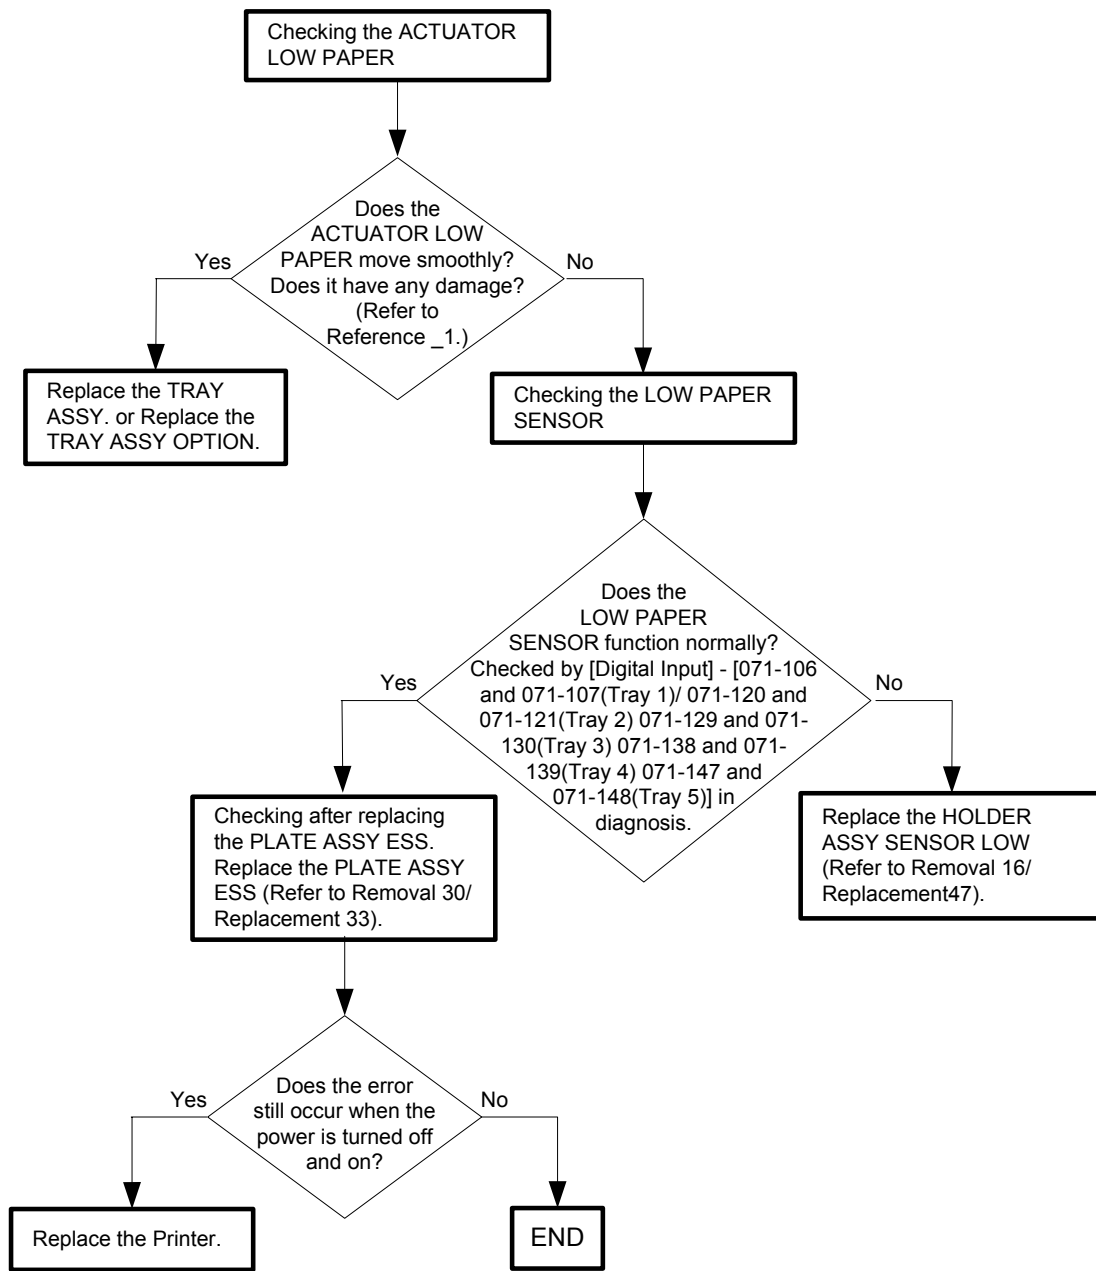 Checking the ACTUATOR
LOW PAPER
Does the
ACTUATOR LOW
PAPER move smoothly?
Does it have any damage?
(Refer to
Reference _1.)
Yes
No
Replace the TRAY
ASSY. or Replace the
TRAY ASSY OPTION.
Checking the LOW PAPER
SENSOR
Does the
LOW PAPER
SENSOR function normally?
Checked by [Digital Input] - [071-106
and 071-107(Tray 1)/ 071-120 and
071-121(Tray 2) 071-129 and 071-
130(Tray 3) 071-138 and 071-
139(Tray 4) 071-147 and
071-148(Tray 5)] in
diagnosis.
Yes
No
Checking after replacing
the PLATE ASSY ESS.
Replace the PLATE ASSY
ESS (Refer to Removal 30/
Replacement 33).
Replace the HOLDER
ASSY SENSOR LOW
(Refer to Removal 16/
Replacement47).
Does the error
still occur when the
power is turned off
and on?
Yes
No
Replace the Printer.
END